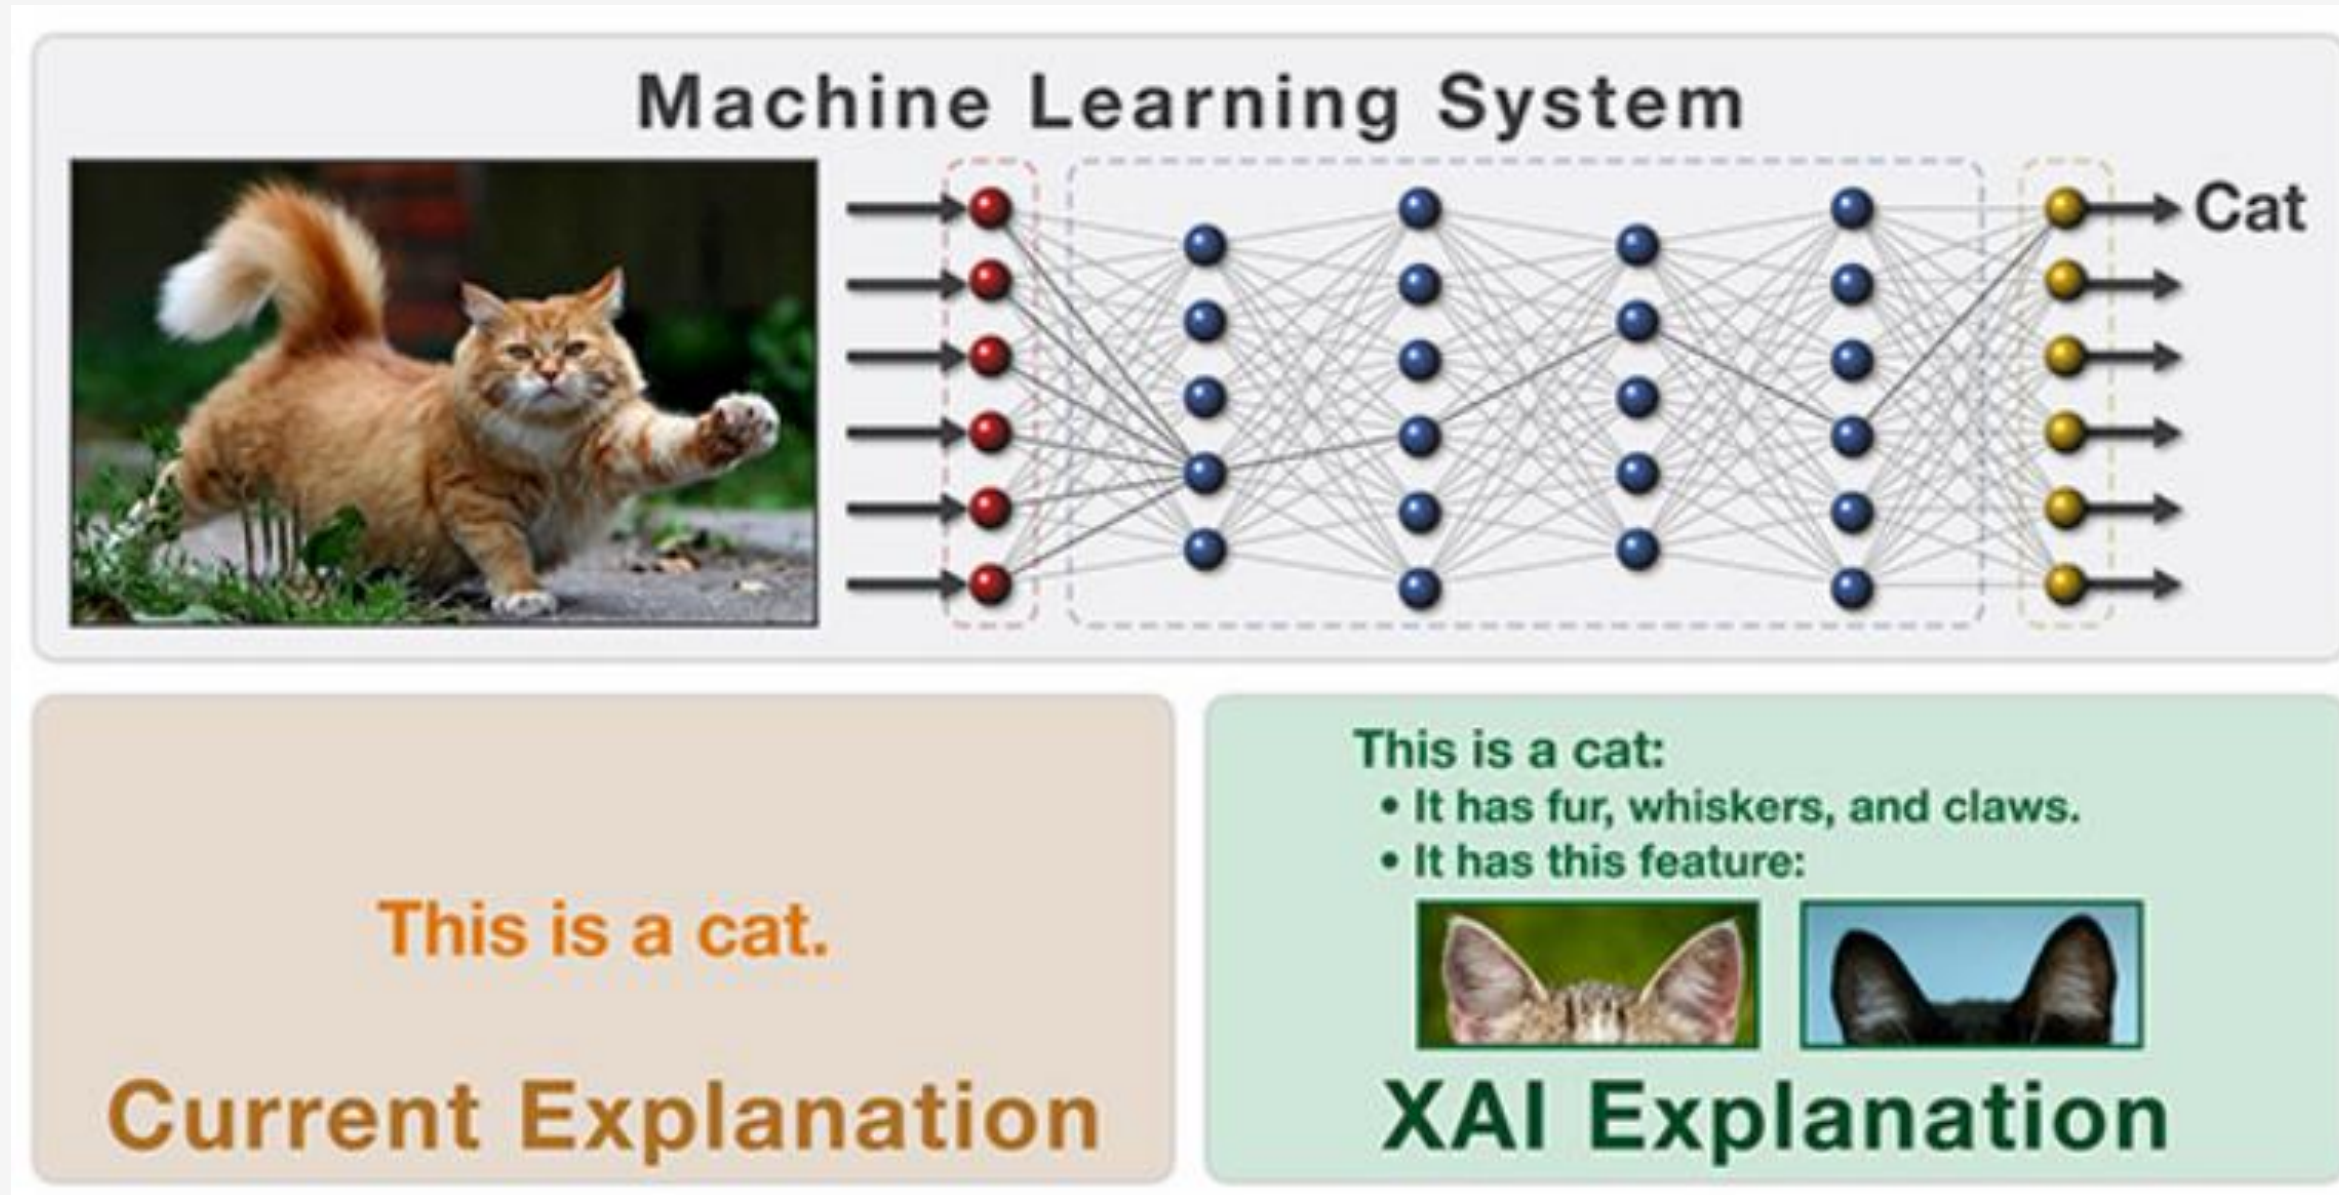 Machine Learning System
Cat
This is a cat.
Current Explanation
This is a cat:
• It has fur, whiskers, and claws.
• It has this feature:
XAI Explanation